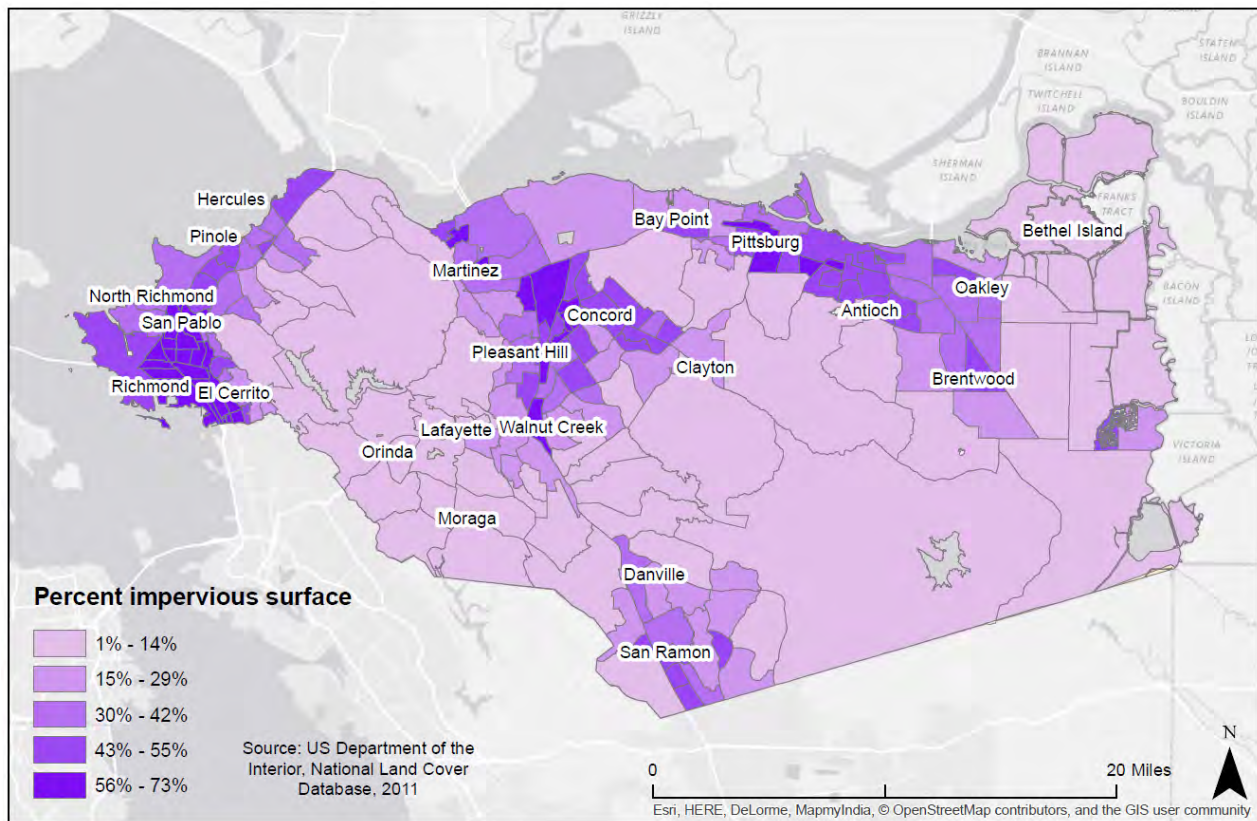 GRIZZLY
ISLAND
STATEN
ISLAND
BRANNAN
ISLAND
TWITCHELL
ISLAND
BOULDIN
ISLAND
SHERMAN
ISLAND
FRANKS
TRACT
Hercules
Bay Point
Bethel Island
Pinole
Pittsburg
Martinez
BACON
ISLAND
North Richmond
Oakley
San Pablo
Concord
Antioch
Pleasant Hill
Clayton
Richmond
El Cerrito
Brentwood
Lafayette
Walnut Creek
Orinda
VICTORIA
ISLAND
Moraga
Danville
San Ramon
Percent impervious surface
1% - 14%
15% - 29%
30% - 42%
43% - 55%
56% - 73%
Source: US Department of the
Interior, National Land Cover
Database, 2011
0
20 Miles
N
Esri, HERE, DeLorme, MapmyIndia, © OpenStreetMap contributors, and the GIS user community